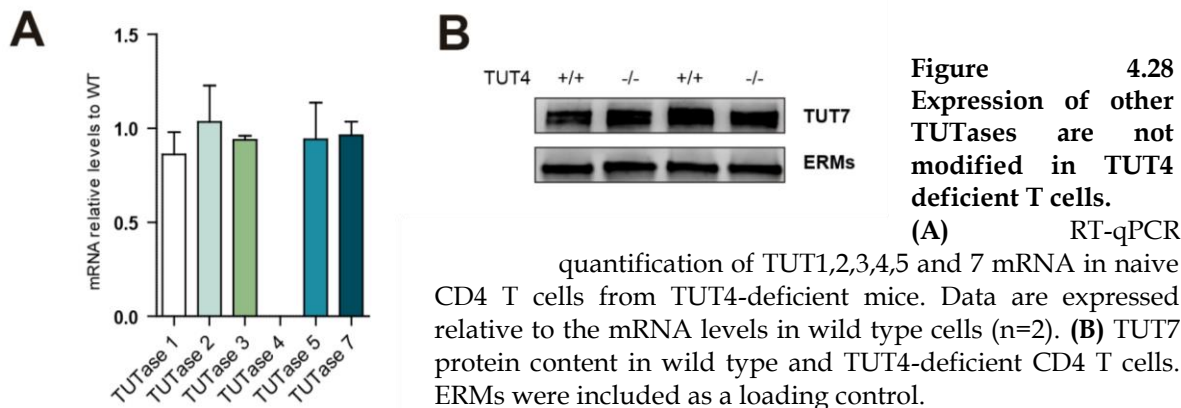 A
1.5
1.0
0.5
0.0
mRNA relative levels to WT
TUTase 1
TUTase 2
TUTase 3
TUTase 4
TUTase 5
TUTase 7
B
TUT4 +/+ -/- +/+ -/-
TUT7
ERMs
Figure 4.28
Expression of other
TUTases are not
modified in TUT4
deficient T cells.
(A) RT-qPCR
quantification of TUT1,2,3,4,5 and 7 mRNA in naive
CD4 T cells from TUT4-deficient mice. Data are expressed
relative to the mRNA levels in wild type cells (n=2). (B) TUT7
protein content in wild type and TUT4-deficient CD4 T cells.
ERMs were included as a loading control.